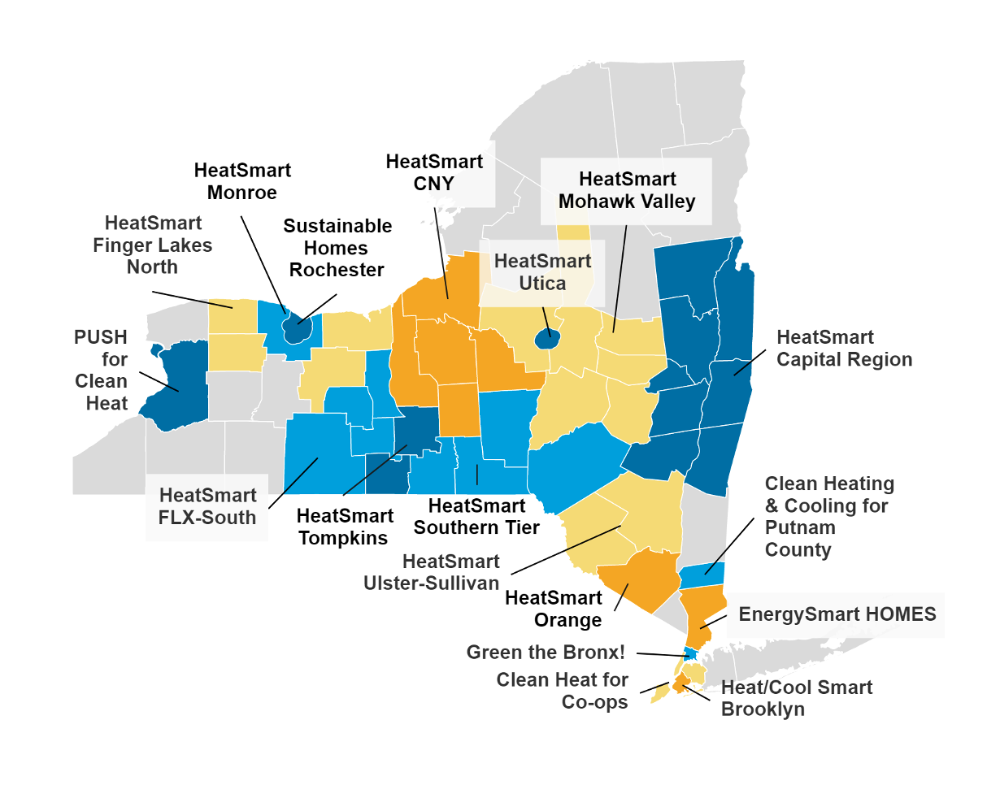 HeatSmart
CNY
HeatSmart
Monroe
HeatSmart
Mohawk Valley
HeatSmart
Finger Lakes
North
Sustainable
Homes
Rochester
HeatSmart
Utica
PUSH
for
Clean
Heat
HeatSmart
Capital Region
HeatSmart
FLX-South
HeatSmart
Tompkins
HeatSmart
Southern Tier
Clean Heating
& Cooling for
Putnam
County
HeatSmart
Ulster-Sullivan
HeatSmart
Orange
EnergySmart HOMES
Green the Bronx!
Clean Heat for
Co-ops
Heat/Cool Smart
Brooklyn